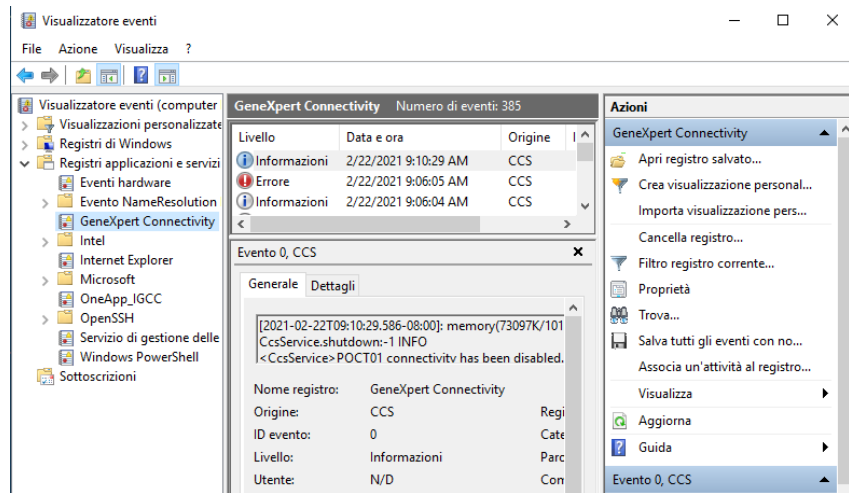 Visualizzatore eventi
File Azione Visualizza ?
Visualizzatore eventi (computer
Visualizzazioni personalizzate
Registri di Windows
Registri applicazioni e servizi
Eventi hardware
Evento NameResolution
GeneXpert Connectivity
Intel
Internet Explorer
Microsoft
OneApp_IGCC
OpenSSH
Servizio di gestione delle
Windows PowerShell
Sottoscrizioni
GeneXpert Connectivity Numero di eventi: 385
Livello Data e ora Origine
Informazioni 2/22/2021 9:10:29 AM CCS
Errore 2/22/2021 9:06:05 AM CCS
Informazioni 2/22/2021 9:06:04 AM CCS
Evento 0, CCS
Generale Dettagli
[2021-02-22T09:10:29.586-08:00]: memory(73097K/101
CcsService.shutdown:-1 INFO
<CcsService>POCT01 connectivity has been disabled.
Nome registro: GeneXpert Connectivity
Origine: CCS Regi
ID evento: 0 Cate
Livello: Informazioni Parc
Utente: N/D Com
Azioni
GeneXpert Connectivity
Apri registro salvato...
Crea visualizzazione personal...
Importa visualizzazione pers...
Cancella registro...
Filtro registro corrente...
Proprietà
Trova...
Salva tutti gli eventi con no...
Associa un'attività al registro...
Visualizza
Aggiorna
Guida
Evento 0, CCS